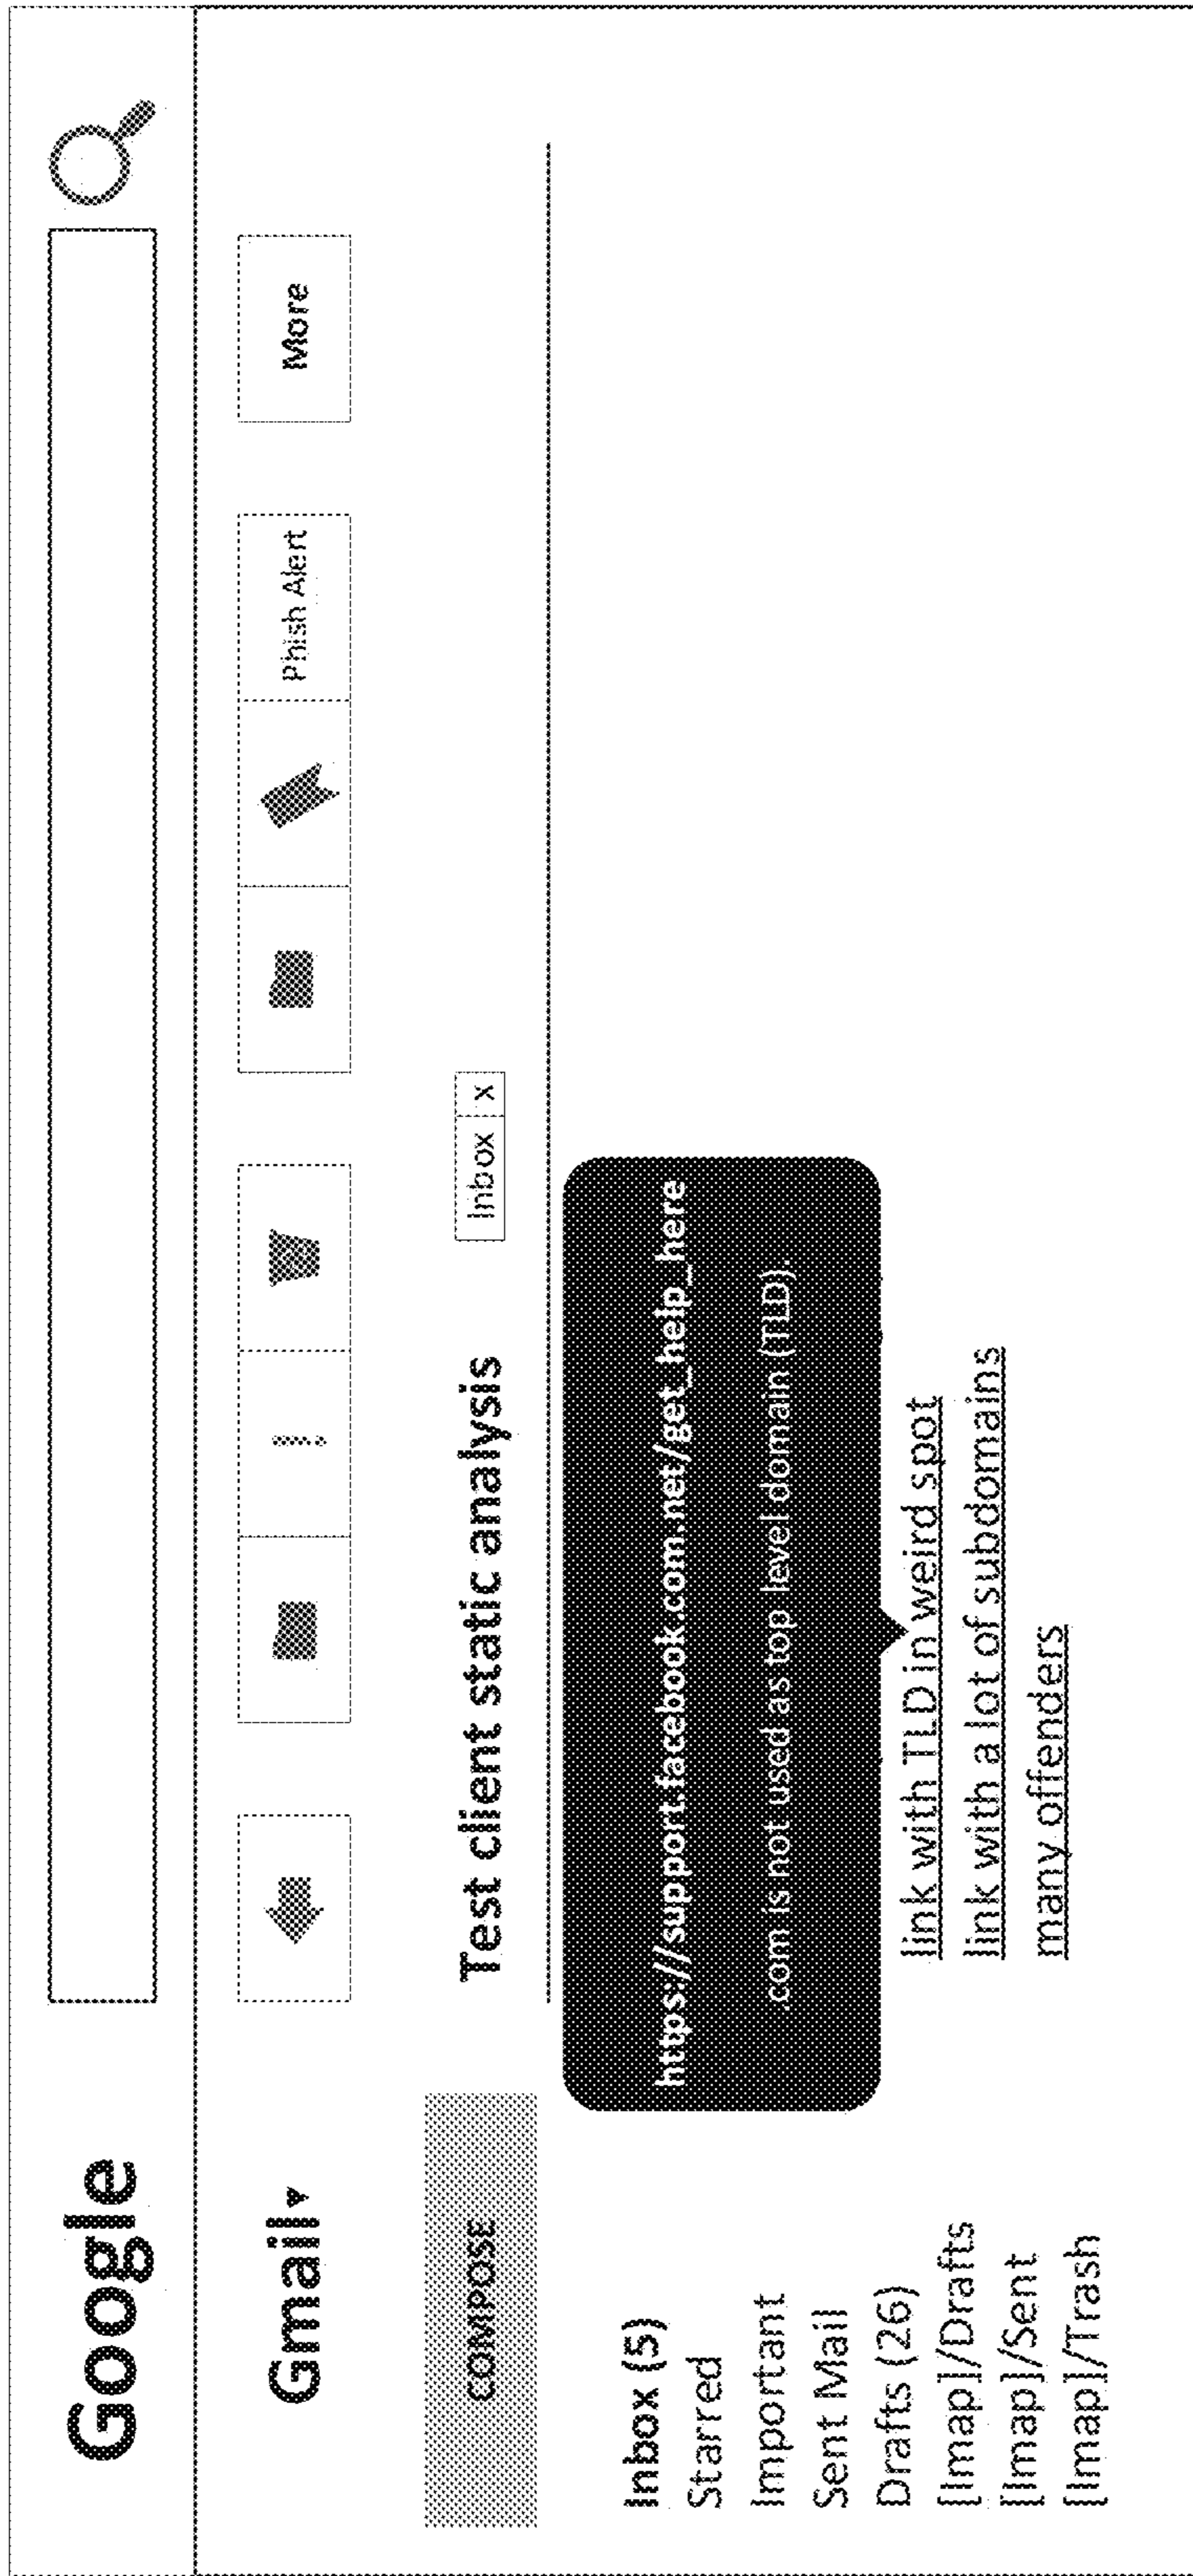 Google
Gmail
Phish Alert
More
COMPOSE
Test client static analysis
Inbox x
https://support.facebook.com.net/get_help_here
.com is not used as top level domain (TLD).
link with TLD in weird spot
link with a lot of subdomains
many offenders
Inbox (5)
Starred
Important
Sent Mail
Drafts (26)
[Imap]/Drafts
[Imap]/Sent
[Imap]/Trash